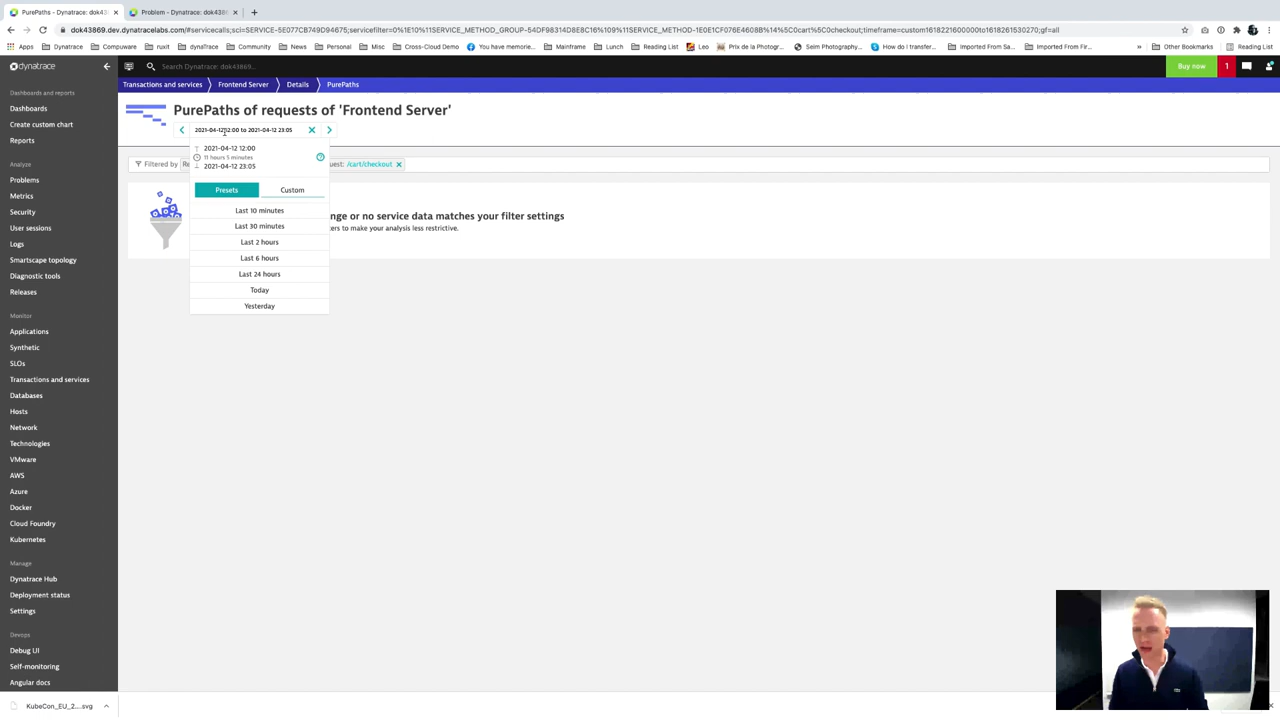 PurePaths - Dynatrace: dok43
Problem - Dynatrace: dok4386
dok43869.dev.dynatracelabs.com/#servicecalls;sci=SERVICE-5E077CB749D94675;servicefilter=0%1E10%11SERVICE_METHOD_GROUP-54DF98314D8E8C16%109%11SERVICE_METHOD-1E0E1CF076E4608B%14%5C0cart%5C0checkout;timeframe=custom1618221600000to1618261530270;gf=all
Apps
Dynatrace
Compuware
ruxit
dynaTrace
Community
News
Personal
Misc
Cross-Cloud Demo
You have memorie...
Mainframe
Lunch
Reading List
Leo
Prix de la Photogr...
Seim Photography...
How do I transfer...
Imported From Sa...
Imported From Fir...
»
Other Bookmarks
Reading List
dynatrace
Search Dynatrace: dok43869...
Buy now
1
Transactions and services
Frontend Server
Details
PurePaths
Dashboards and reports
Dashboards
Create custom chart
Reports
Analyze
Problems
Metrics
Security
User sessions
Logs
Smartscape topology
Diagnostic tools
Releases
Monitor
Applications
Synthetic
SLOs
Transactions and services
Databases
Hosts
Network
Technologies
VMware
AWS
Azure
Docker
Cloud Foundry
Kubernetes
Manage
Dynatrace Hub
Deployment status
Settings
Devops
Debug UI
Self-monitoring
Angular docs
PurePaths of requests of 'Frontend Server'
2021-04-12 12:00 to 2021-04-12 23:05
2021-04-12 12:00
11 hours 5 minutes
2021-04-12 23:05
Filtered by
Re
uest: /cart/checkout
Presets
Custom
Last 10 minutes
Last 30 minutes
Last 2 hours
Last 6 hours
Last 24 hours
Today
Yesterday
nge or no service data matches your filter settings
ters to make your analysis less restrictive.
KubeCon_EU_2....svg